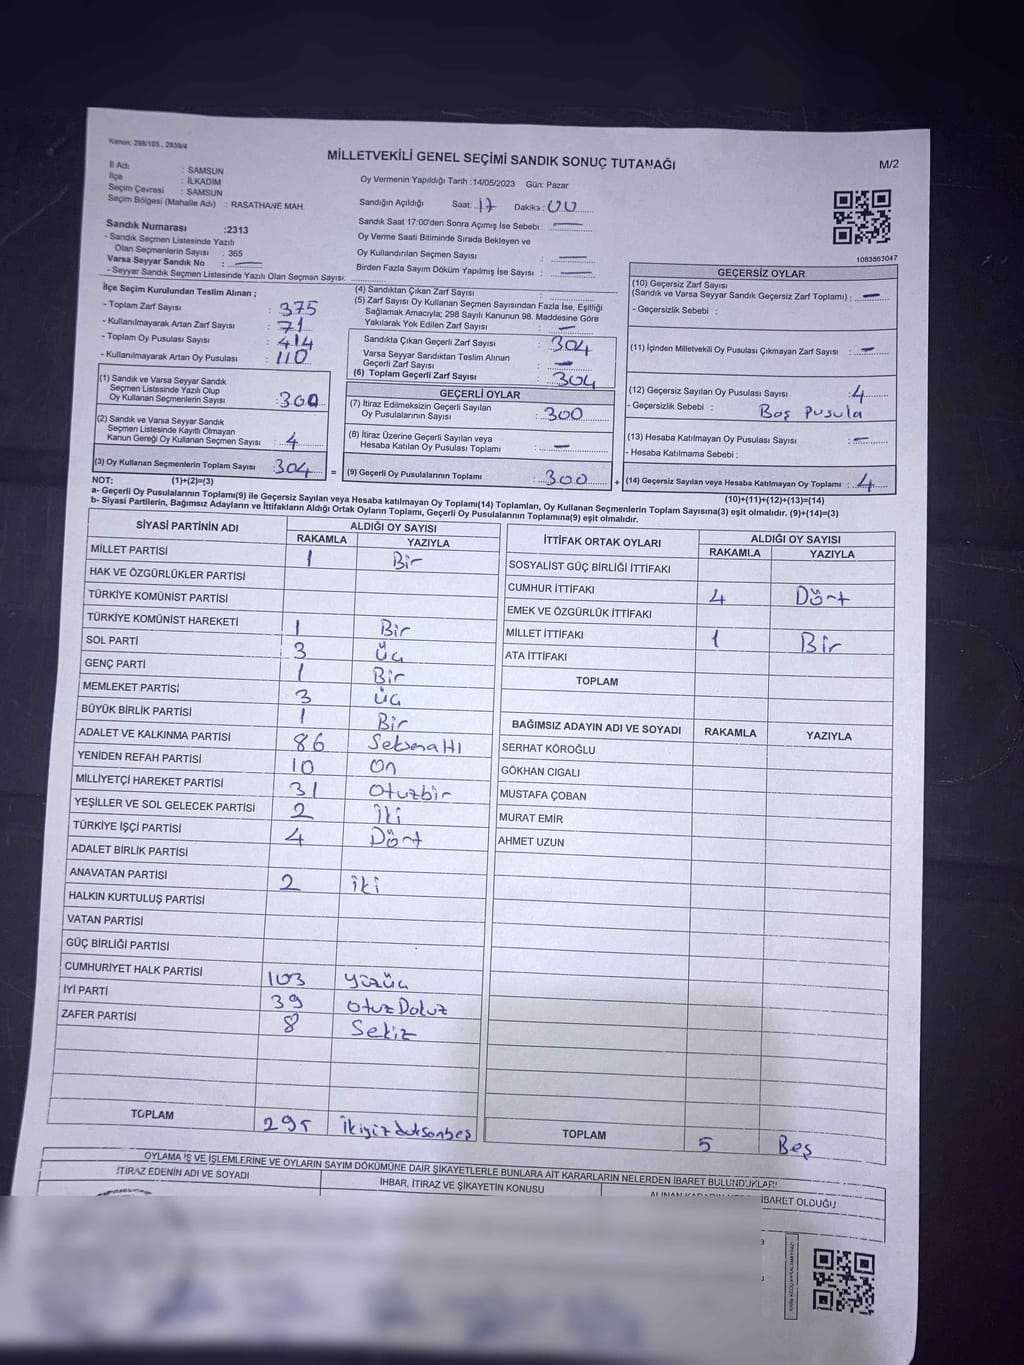 Kanun; 298/105 , 2839/4
MİLLETVEKİLİ GENEL SEÇİMİ SANDIK SONUÇ TUTANAĞI
M/2
İl Adı : SAMSUN
İlçe : İLKADIM
Seçim Çevresi : SAMSUN
Seçim Bölgesi (Mahalle Adı) : RASATHANE MAH.
Sandık Numarası :2313
- Sandık Seçmen Listesinde Yazılı
Olan Seçmenlerin Sayısı : 365
Varsa Seyyar Sandık No : —
- Seyyar Sandık Seçmen Listesinde Yazılı Olan Seçmen Sayısı:
İlçe Seçim Kurulundan Teslim Alınan ;
- Toplam Zarf Sayısı : 375
- Kullanılmayarak Artan Zarf Sayısı : 71
- Toplam Oy Pusulası Sayısı : 414
- Kullanılmayarak Artan Oy Pusulası : 110
(1) Sandık ve Varsa Seyyar Sandık
Seçmen Listesinde Yazılı Olup
Oy Kullanan Seçmenlerin Sayısı : 300
(2) Sandık ve Varsa Seyyar Sandık
Seçmen Listesinde Kayıtlı Olmayan
Kanun Gereği Oy Kullanan Seçmen Sayısı : 4
(3) Oy Kullanan Seçmenlerin Toplam Sayısı : 304
Oy Vermenin Yapıldığı Tarih :14/05/2023 Gün: Pazar
Sandığın Açıldığı Saat: 17 Dakika: 00
Sandık Saat 17:00'den Sonra Açımış İse Sebebi : —
Oy Verme Saati Bitiminde Sırada Bekleyen ve
Oy Kullandırılan Seçmen Sayısı : —
Birden Fazla Sayım Döküm Yapılmış İse Sayısı : —
(4) Sandıktan Çıkan Zarf Sayısı :
(5) Zarf Sayısı Oy Kullanan Seçmen Sayısından Fazla İse, Eşitliği
Sağlamak Amacıyla; 298 Sayılı Kanunun 98. Maddesine Göre
Yakılarak Yok Edilen Zarf Sayısı : —
Sandıkta Çıkan Geçerli Zarf Sayısı : 304
Varsa Seyyar Sandıktan Teslim Alınan
Geçerli Zarf Sayısı : —
(6) Toplam Geçerli Zarf Sayısı : 304
GEÇERLİ OYLAR
(7) İtiraz Edilmeksizin Geçerli Sayılan
Oy Pusulalarının Sayısı : 300
(8) İtiraz Üzerine Geçerli Sayılan veya
Hesaba Katılan Oy Pusulası Toplamı : —
= (9) Geçerli Oy Pusulalarının Toplamı : 300
1083863047
GEÇERSİZ OYLAR
(10) Geçersiz Zarf Sayısı
(Sandık ve Varsa Seyyar Sandık Geçersiz Zarf Toplamı) : —
- Geçersizlik Sebebi :
(11) İçinden Milletvekili Oy Pusulası Çıkmayan Zarf Sayısı : —
(12) Geçersiz Sayılan Oy Pusulası Sayısı : 4
- Geçersizlik Sebebi : Boş Pusula
(13) Hesaba Katılmayan Oy Pusulası Sayısı : —
- Hesaba Katılmama Sebebi :
+ (14) Geçersiz Sayılan veya Hesaba Katılmayan Oy Toplamı : 4
NOT: (1)+(2)=(3)
(10)+(11)+(12)+(13)=(14)
a- Geçerli Oy Pusulalarının Toplamı(9) ile Geçersiz Sayılan veya Hesaba katılmayan Oy Toplamı(14) Toplamları, Oy Kullanan Seçmenlerin Toplam Sayısına(3) eşit olmalıdır. (9)+(14)=(3)
b- Siyasi Partilerin, Bağımsız Adayların ve İttifakların Aldığı Ortak Oyların Toplamı, Geçerli Oy Pusulalarının Toplamına(9) eşit olmalıdır.
SİYASİ PARTİNİN ADI ALDIĞI OY SAYISI
RAKAMLA YAZIYLA
MİLLET PARTİSİ 1 Bir
HAK VE ÖZGÜRLÜKLER PARTİSİ
TÜRKİYE KOMÜNİST PARTİSİ
TÜRKİYE KOMÜNİST HAREKETİ 1 Bir
SOL PARTİ 3 Üç
GENÇ PARTİ 1 Bir
MEMLEKET PARTİSİ 3 Üç
BÜYÜK BİRLİK PARTİSİ 1 Bir
ADALET VE KALKINMA PARTİSİ 86 Seksenaltı
YENİDEN REFAH PARTİSİ 10 On
MİLLİYETÇİ HAREKET PARTİSİ 31 Otuzbir
YEŞİLLER VE SOL GELECEK PARTİSİ 2 İki
TÜRKİYE İŞÇİ PARTİSİ 4 Dört
ADALET BİRLİK PARTİSİ
ANAVATAN PARTİSİ 2 iki
HALKIN KURTULUŞ PARTİSİ
VATAN PARTİSİ
GÜÇ BİRLİĞİ PARTİSİ
CUMHURİYET HALK PARTİSİ 103 Yüzüç
İYİ PARTİ 39 otuz Dokuz
ZAFER PARTİSİ 8 Sekiz
TOPLAM 295 İkiyüzdoksanbeş
İTTİFAK ORTAK OYLARI ALDIĞI OY SAYISI
RAKAMLA YAZIYLA
SOSYALİST GÜÇ BİRLİĞİ İTTİFAKI
CUMHUR İTTİFAKI 4 Dört
EMEK VE ÖZGÜRLÜK İTTİFAKI
MİLLET İTTİFAKI 1 Bir
ATA İTTİFAKI
TOPLAM
BAĞIMSIZ ADAYIN ADI VE SOYADI RAKAMLA YAZIYLA
SERHAT KÖROĞLU
GÖKHAN CIGALI
MUSTAFA ÇOBAN
MURAT EMİR
AHMET UZUN
TOPLAM 5 Beş
OYLAMA İŞ VE İŞLEMLERİNE VE OYLARIN SAYIM DÖKÜMÜNE DAİR ŞİKAYETLERLE BUNLARA AİT KARARLARIN NELERDEN İBARET BULUNDUKLARI
İTİRAZ EDENİN ADI VE SOYADI İHBAR, İTİRAZ VE ŞİKAYETİN KONUSU İBARET OLDUĞU